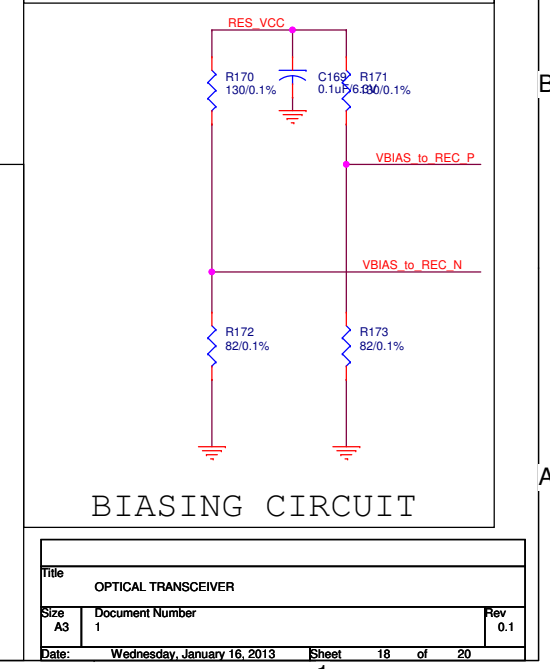 RES_VCC
R170
130/0.1%
C169
0.1uF/6.3V
R171
130/0.1%
B
VBIAS_to_REC_P
VBIAS_to_REC_N
R172
82/0.1%
R173
82/0.1%
A
BIASING CIRCUIT
Title
OPTICAL TRANSCEIVER
Size
A3
Document Number
1
Rev
0.1
Date: Wednesday, January 16, 2013 Sheet 18 of 20